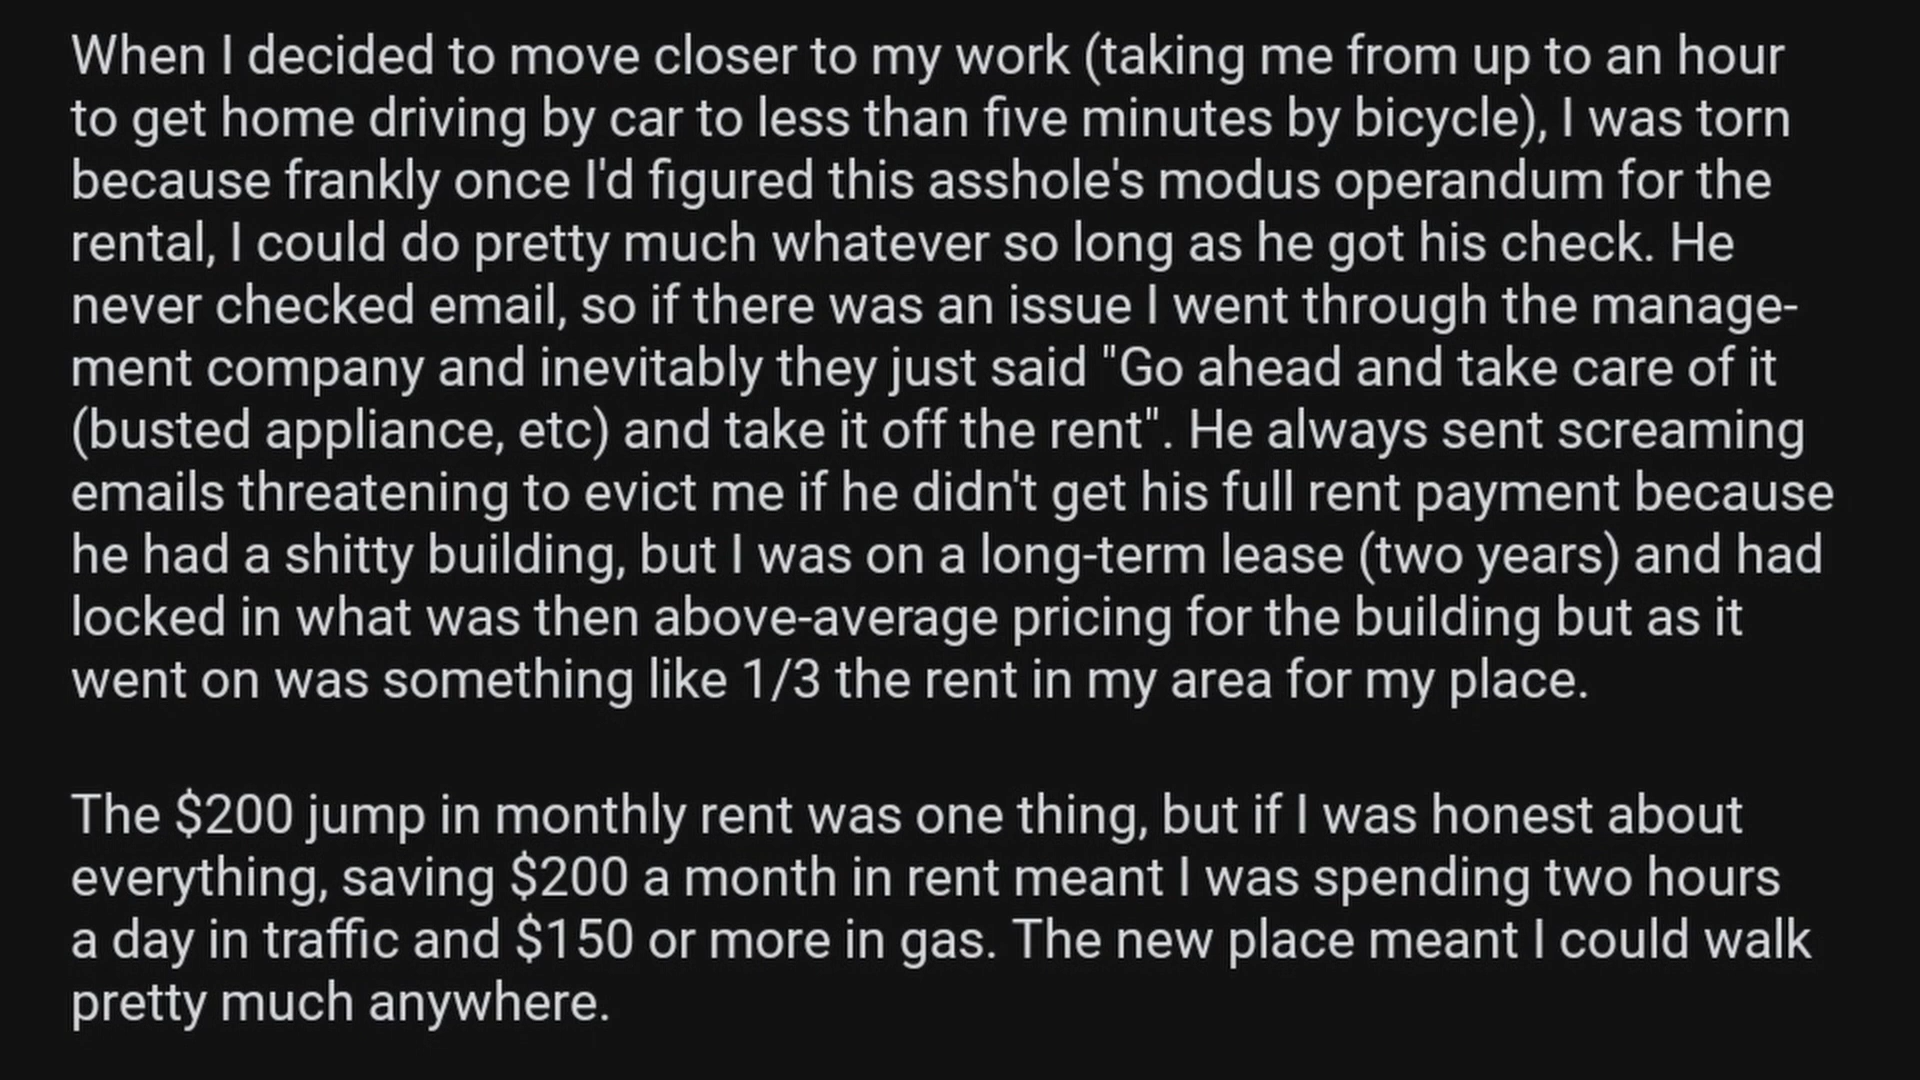 When I decided to move closer to my work (taking me from up to an hour
to get home driving by car to less than five minutes by bicycle), I was torn
because frankly once I'd figured this asshole's modus operandum for the
rental, I could do pretty much whatever so long as he got his check. He
never checked email, so if there was an issue I went through the manage-
ment company and inevitably they just said "Go ahead and take care of it
(busted appliance, etc) and take it off the rent". He always sent screaming
emails threatening to evict me if he didn't get his full rent payment because
he had a shitty building, but I was on a long-term lease (two years) and had
locked in what was then above-average pricing for the building but as it
went on was something like 1/3 the rent in my area for my place.
The $200 jump in monthly rent was one thing, but if I was honest about
everything, saving $200 a month in rent meant I was spending two hours
a day in traffic and $150 or more in gas. The new place meant I could walk
pretty much anywhere.